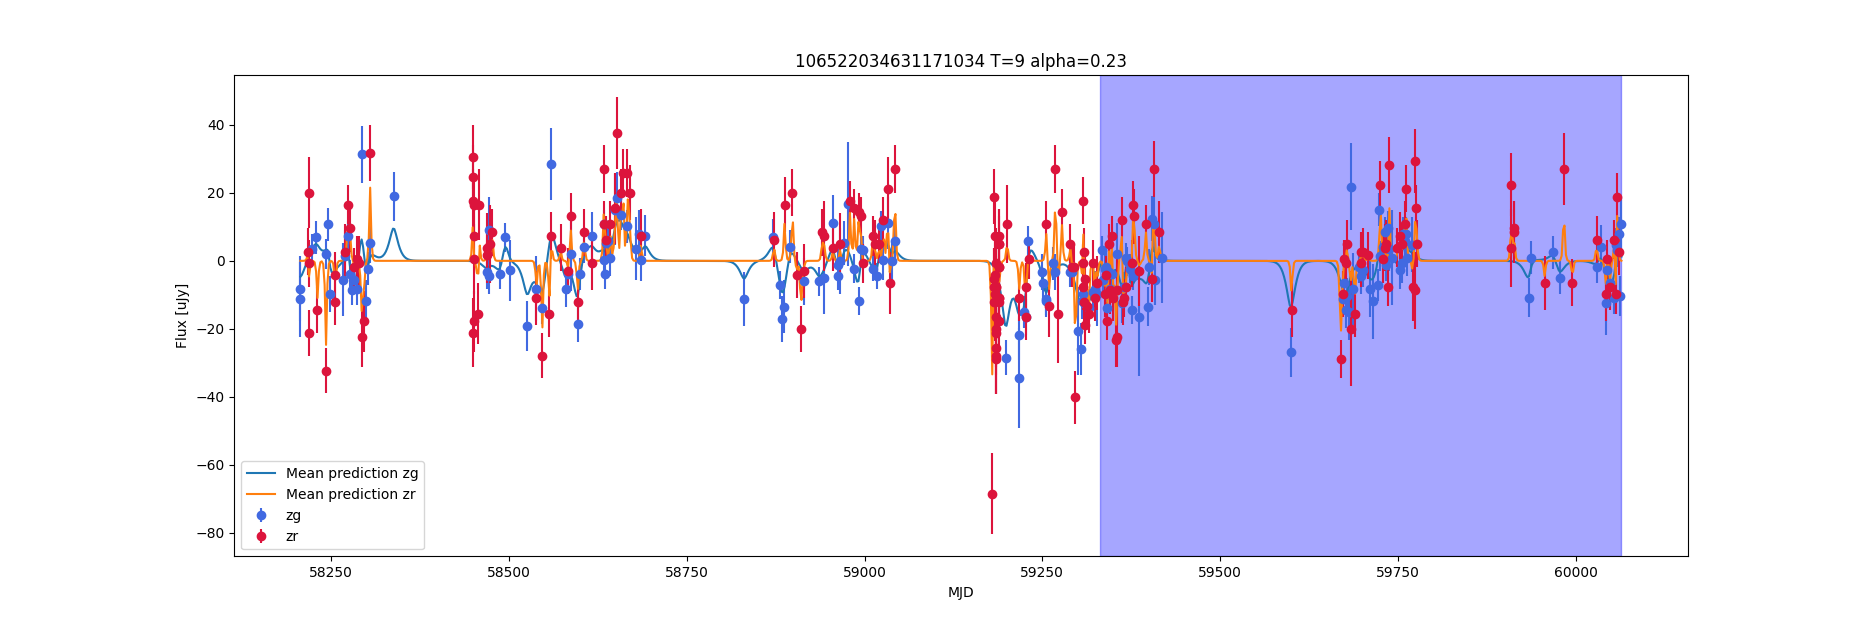 106522034631171034 T=9 alpha=0.23
Flux [uJy]
40
20
0
−20
−40
−60
−80
Mean prediction zg
Mean prediction zr
zg
zr
58250 58500 58750 59000 59250 59500 59750 60000
MJD